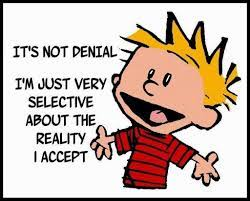 IT'S NOT DENIAL
I'M JUST VERY
SELECTIVE
ABOUT THE
REALITY
I ACCEPT